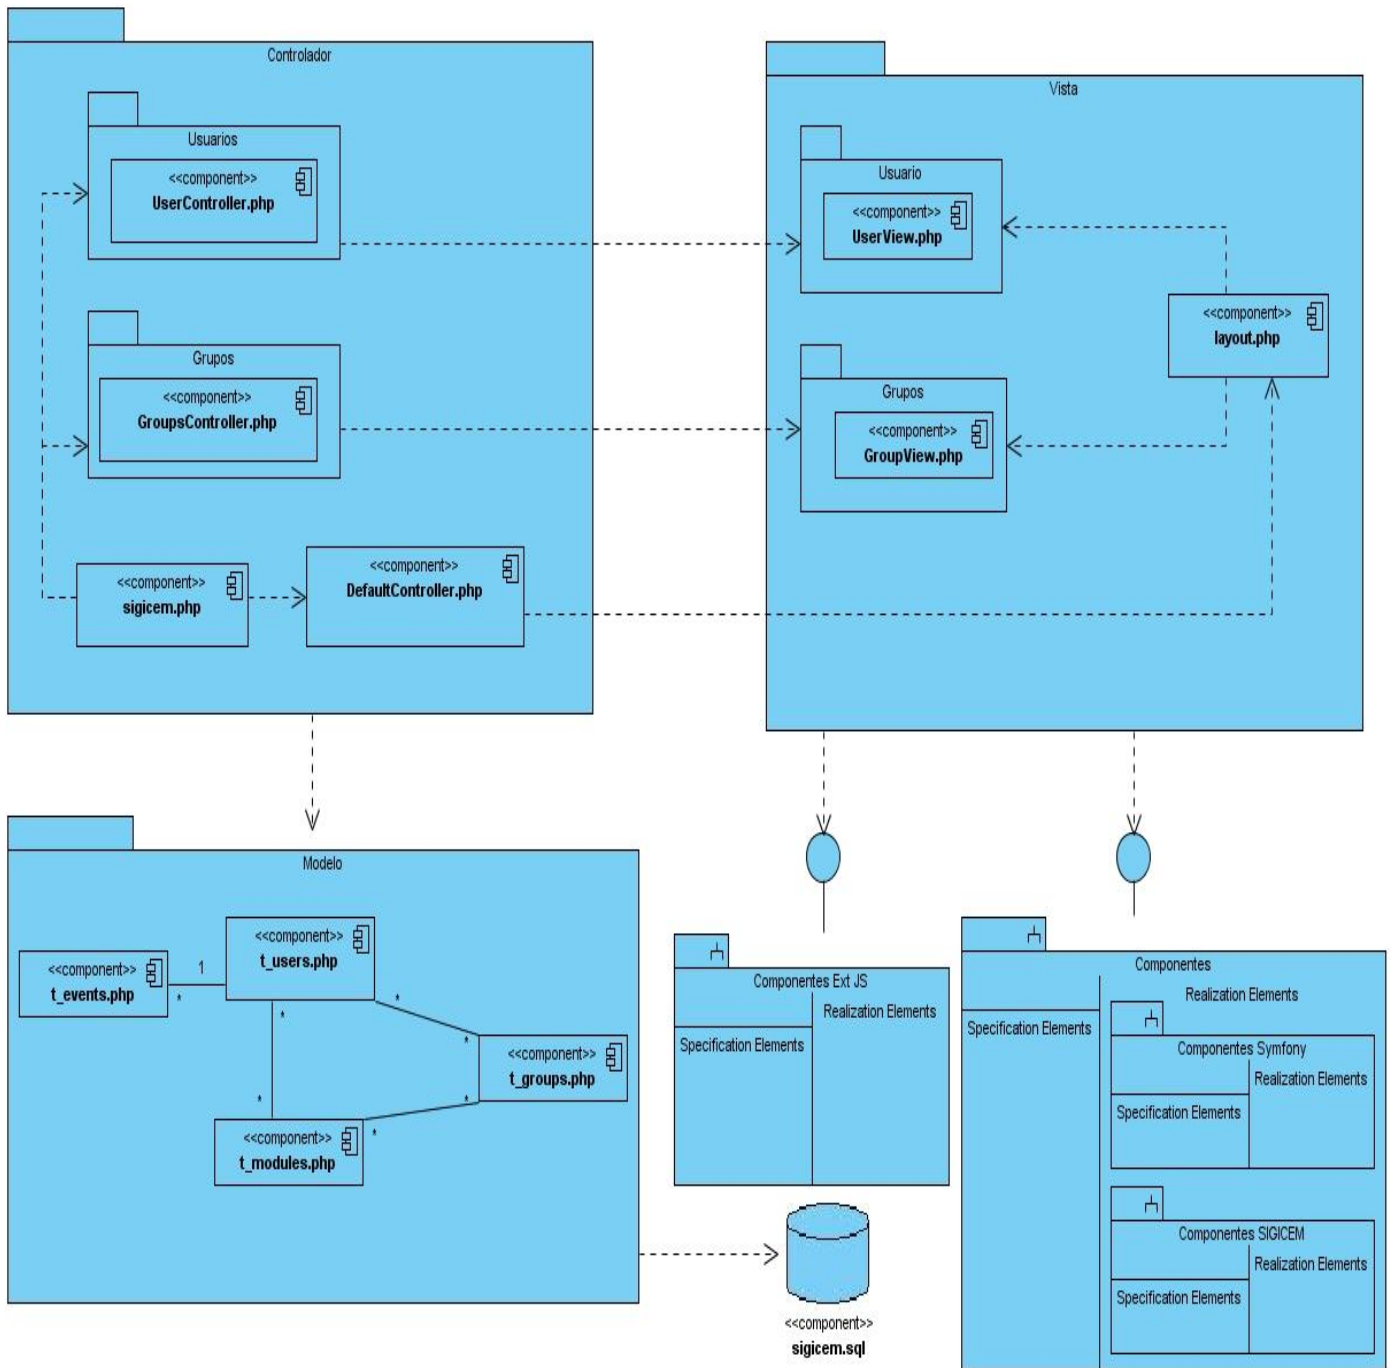 Controlador
Usuarios
<<component>>
UserController.php
Grupos
<<component>>
GroupsController.php
<<component>>
sigicem.php
<<component>>
DefaultController.php
Vista
Usuario
<<component>>
UserView.php
<<component>>
layout.php
Grupos
<<component>>
GroupView.php
Modelo
<<component>>
t_events.php
*
1
<<component>>
t_users.php
*
*
*
*
<<component>>
t_groups.php
*
*
<<component>>
t_modules.php
Componentes Ext JS
Realization Elements
Specification Elements
<<component>>
sigicem.sql
Componentes
Realization Elements
Specification Elements
Componentes Symfony
Realization Elements
Specification Elements
Componentes SIGICEM
Realization Elements
Specification Elements